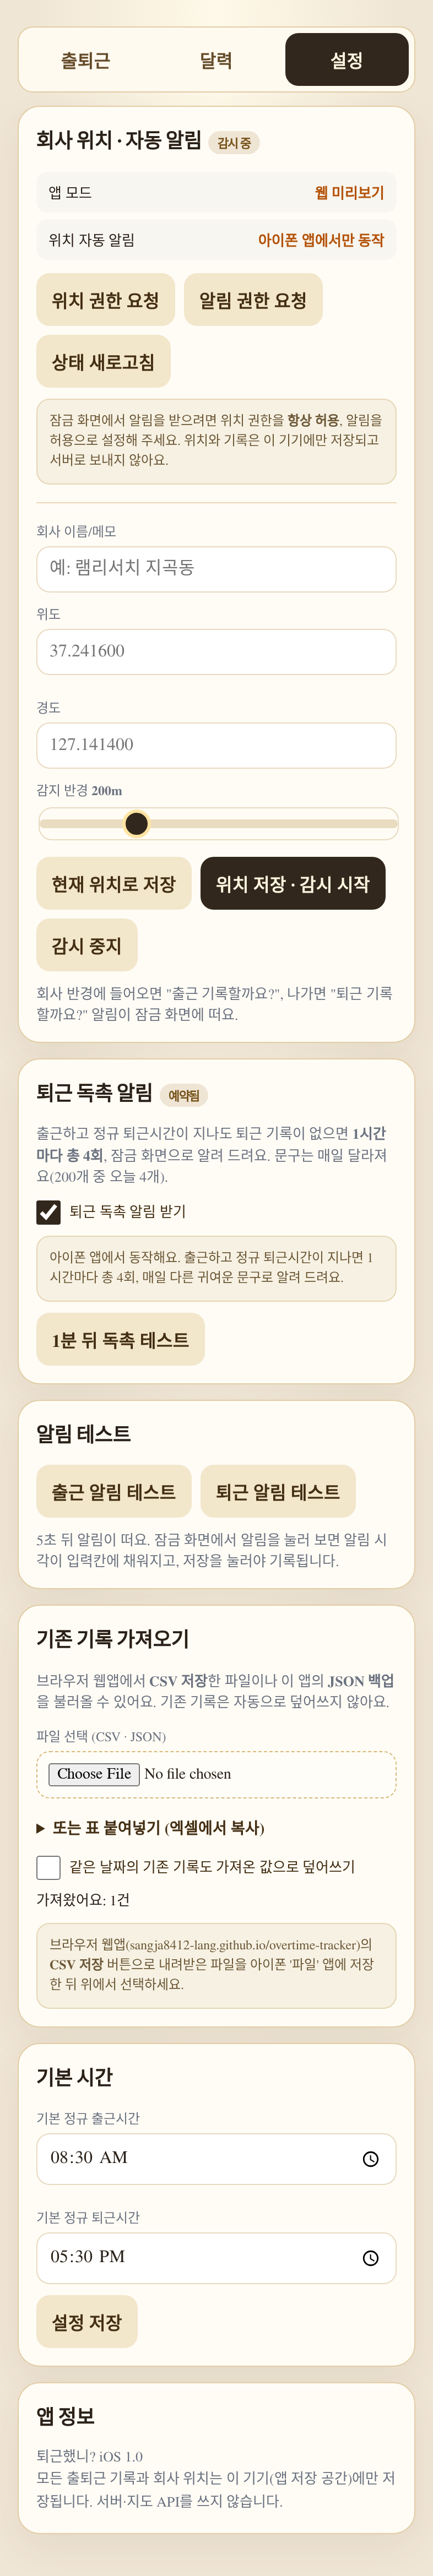 출퇴근
달력
설정
회사 위치 · 자동 알림 감시 중
앱 모드 웹 미리보기
위치 자동 알림 아이폰 앱에서만 동작
위치 권한 요청 알림 권한 요청
상태 새로고침
잠금 화면에서 알림을 받으려면 위치 권한을 항상 허용, 알림을
허용으로 설정해 주세요. 위치와 기록은 이 기기에만 저장되고
서버로 보내지 않아요.
회사 이름/메모
예: 램리서치 지곡동
위도
37.241600
경도
127.141400
감지 반경 200m
현재 위치로 저장 위치 저장 · 감시 시작
감시 중지
회사 반경에 들어오면 "출근 기록할까요?", 나가면 "퇴근 기록
할까요?" 알림이 잠금 화면에 떠요.
퇴근 독촉 알림 예약됨
출근하고 정규 퇴근시간이 지나도 퇴근 기록이 없으면 1시간
마다 총 4회, 잠금 화면으로 알려 드려요. 문구는 매일 달라져
요(200개 중 오늘 4개).
퇴근 독촉 알림 받기
아이폰 앱에서 동작해요. 출근하고 정규 퇴근시간이 지나면 1
시간마다 총 4회, 매일 다른 귀여운 문구로 알려 드려요.
1분 뒤 독촉 테스트
알림 테스트
출근 알림 테스트 퇴근 알림 테스트
5초 뒤 알림이 떠요. 잠금 화면에서 알림을 눌러 보면 알림 시
각이 입력칸에 채워지고, 저장을 눌러야 기록됩니다.
기존 기록 가져오기
브라우저 웹앱에서 CSV 저장한 파일이나 이 앱의 JSON 백업
을 불러올 수 있어요. 기존 기록은 자동으로 덮어쓰지 않아요.
파일 선택 (CSV · JSON)
Choose File No file chosen
▶ 또는 표 붙여넣기 (엑셀에서 복사)
같은 날짜의 기존 기록도 가져온 값으로 덮어쓰기
가져왔어요: 1건
브라우저 웹앱(sangja8412-lang.github.io/overtime-tracker)의
CSV 저장 버튼으로 내려받은 파일을 아이폰 '파일' 앱에 저장
한 뒤 위에서 선택하세요.
기본 시간
기본 정규 출근시간
08:30 AM
기본 정규 퇴근시간
05:30 PM
설정 저장
앱 정보
퇴근했니? iOS 1.0
모든 출퇴근 기록과 회사 위치는 이 기기(앱 저장 공간)에만 저
장됩니다. 서버·지도 API를 쓰지 않습니다.